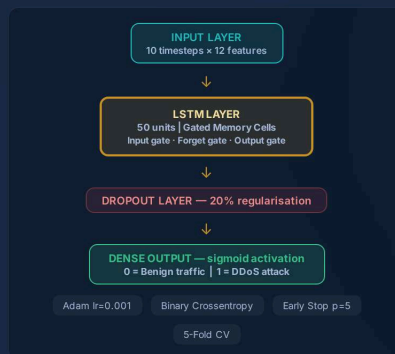 INPUT LAYER
10 timesteps × 12 features
↓
LSTM LAYER
50 units | Gated Memory Cells
Input gate · Forget gate · Output gate
↓
DROPOUT LAYER — 20% regularisation
↓
DENSE OUTPUT — sigmoid activation
0 = Benign traffic | 1 = DDoS attack
Adam lr=0.001 Binary Crossentropy Early Stop p=5
5-Fold CV